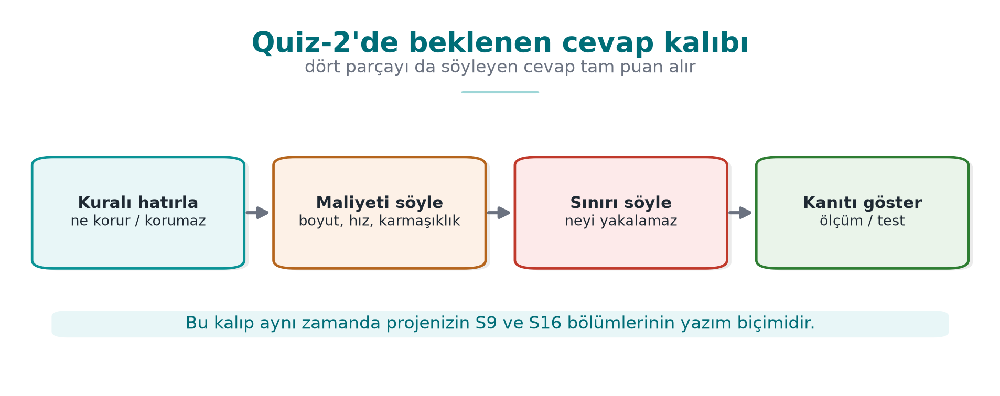 Quiz-2'de beklenen cevap kalıbı
dört parçayı da söyleyen cevap tam puan alır
Kuralı hatırla
ne korur / korumaz
Maliyeti söyle
boyut, hız, karmaşıklık
Sınırı söyle
neyi yakalamaz
Kanıtı göster
ölçüm / test
Bu kalıp aynı zamanda projenizin S9 ve S16 bölümlerinin yazım biçimidir.